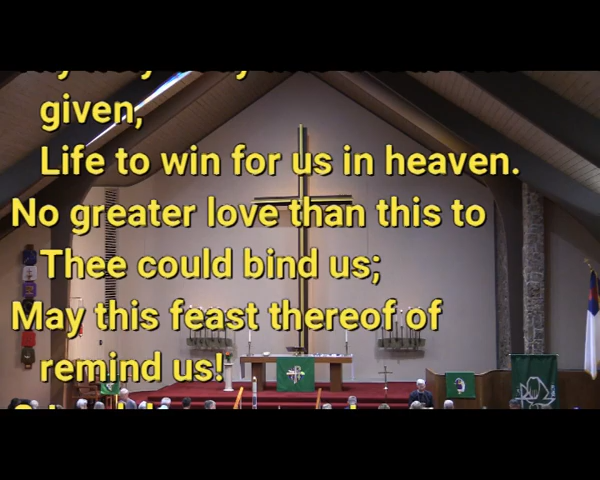 given,
Life to win for us in heaven.
No greater love than this to
Thee could bind us;
May this feast thereof of
remind us!